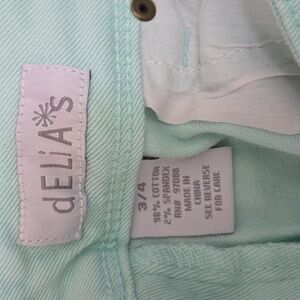 dELiA*s
3/4
98% COTTON
2% SPANDEX
RN# 97088
MADE IN
CHINA
SEE REVERSE
FOR CARE